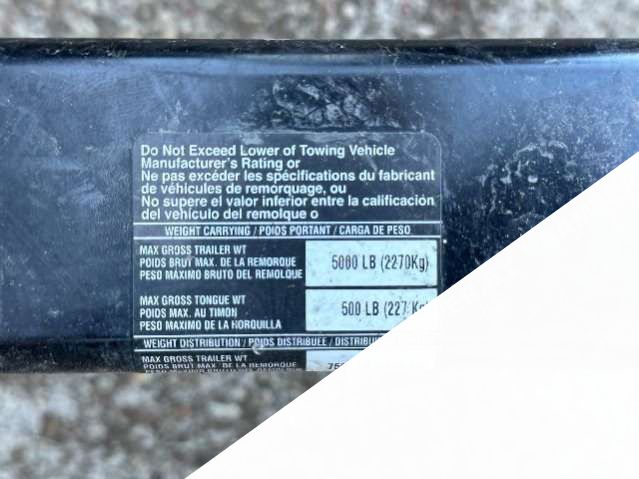 Do Not Exceed Lower of Towing Vehicle
Manufacturer's Rating or
Ne pas excéder les spécifications du fabricant
de véhicules de remorquage, ou
No supere el valor inferior entre la calificación
del vehículo del remolque o
WEIGHT CARRYING / POIDS PORTANT / CARGA DE PESO
MAX GROSS TRAILER WT
POIDS BRUT MAX. DE LA REMORQUE
PESO MÁXIMO BRUTO DEL REMOLQUE
5000 LB (2270Kg)
MAX GROSS TONGUE WT
POIDS MAX. AU TIMON
PESO MAXIMO DE LA HORQUILLA
500 LB (227
WEIGHT DISTRIBUTION / POIDS DISTRIBUÉE /
MAX GROSS TRAILER WT
POIDS BRUT MAX. DE LA REMORQUE